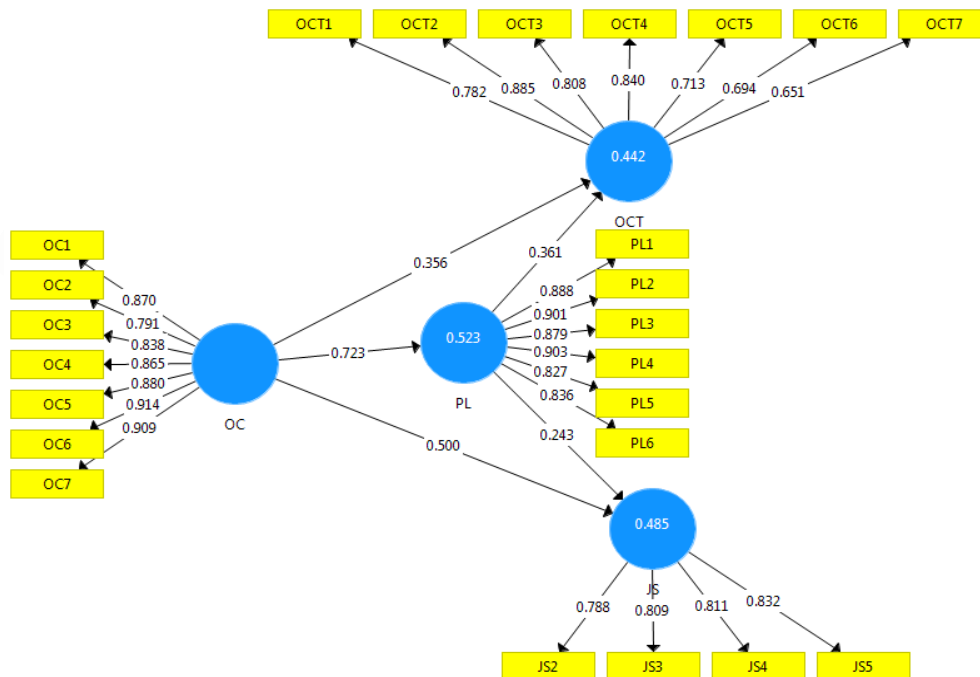 OCT1 OCT2 OCT3 OCT4 OCT5 OCT6 OCT7
0.782 0.885 0.808 0.840 0.713 0.694 0.651
0.442
OCT
OC1
OC2
OC3
OC4
OC5
OC6
OC7
0.870
0.791
0.838
0.865
0.880
0.914
0.909
OC
0.356
0.723
0.500
0.523
PL
0.361
0.888
0.901
0.879
0.903
0.827
0.836
0.243
PL1
PL2
PL3
PL4
PL5
PL6
0.485
JS
0.788 0.809 0.811 0.832
JS2 JS3 JS4 JS5